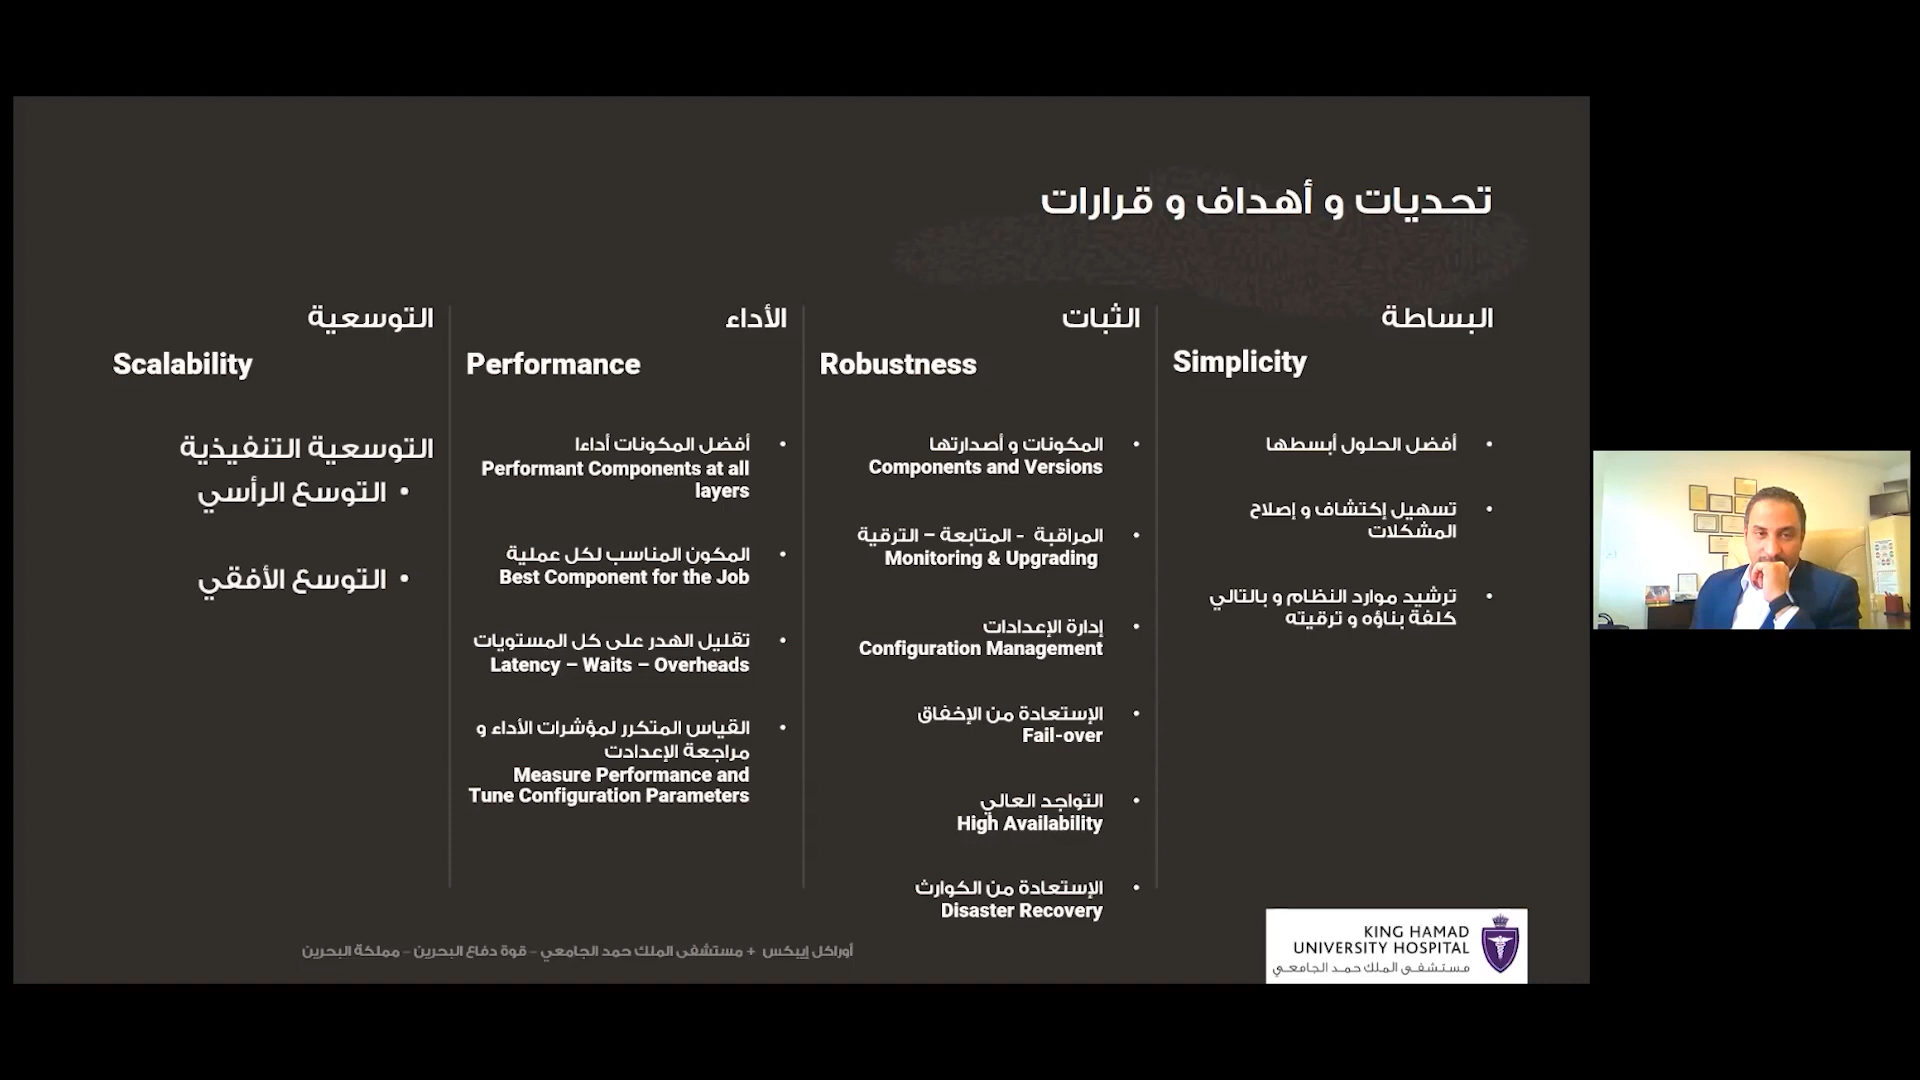 تحديات و أهداف و قرارات
البساطة
Simplicity
أفضل الحلول أبسطها
تسهيل إكتشاف و إصلاح
المشكلات
ترشيد موارد النظام و بالتالي
كلفة بناؤه و ترقيته
الثبات
Robustness
المكونات و أصدارتها
Components and Versions
المراقبة - المتابعة – الترقية
Monitoring & Upgrading
إدارة الإعدادات
Configuration Management
الإستعادة من الإخفاق
Fail-over
التواجد العالي
High Availability
الإستعادة من الكوارث
Disaster Recovery
الأداء
Performance
أفضل المكونات أداءا
Performant Components at all
layers
المكون المناسب لكل عملية
Best Component for the Job
تقليل الهدر على كل المستويات
Latency – Waits – Overheads
القياس المتكرر لمؤشرات الأداء و
مراجعة الإعدادت
Measure Performance and
Tune Configuration Parameters
التوسعية
Scalability
التوسعية التنفيذية
التوسع الرأسي
التوسع الأفقي
أوراكل إيبكس + مستشفى الملك حمد الجامعي – قوة دفاع البحرين – مملكة البحرين
KING HAMAD
UNIVERSITY HOSPITAL
مستشفى الملك حمد الجامعي